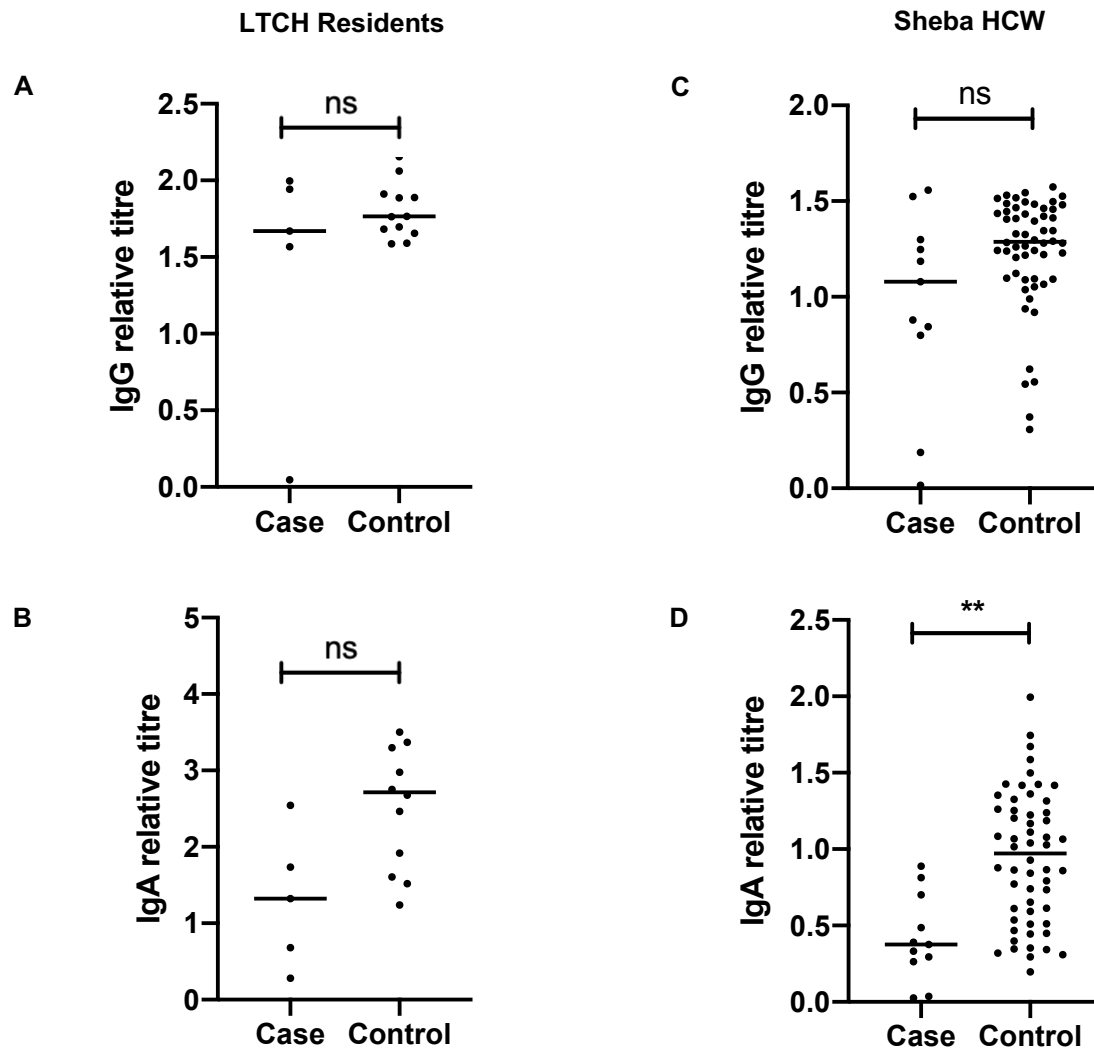 LTCH Residents
Sheba HCW
A
ns
2.5
2.0
1.5
1.0
0.5
0.0
IgG relative titre
Case Control
C
ns
2.0
1.5
1.0
0.5
0.0
IgG relative titre
Case Control
B
ns
5
4
3
2
1
0
IgA relative titre
Case Control
D
**
2.5
2.0
1.5
1.0
0.5
0.0
IgA relative titre
Case Control